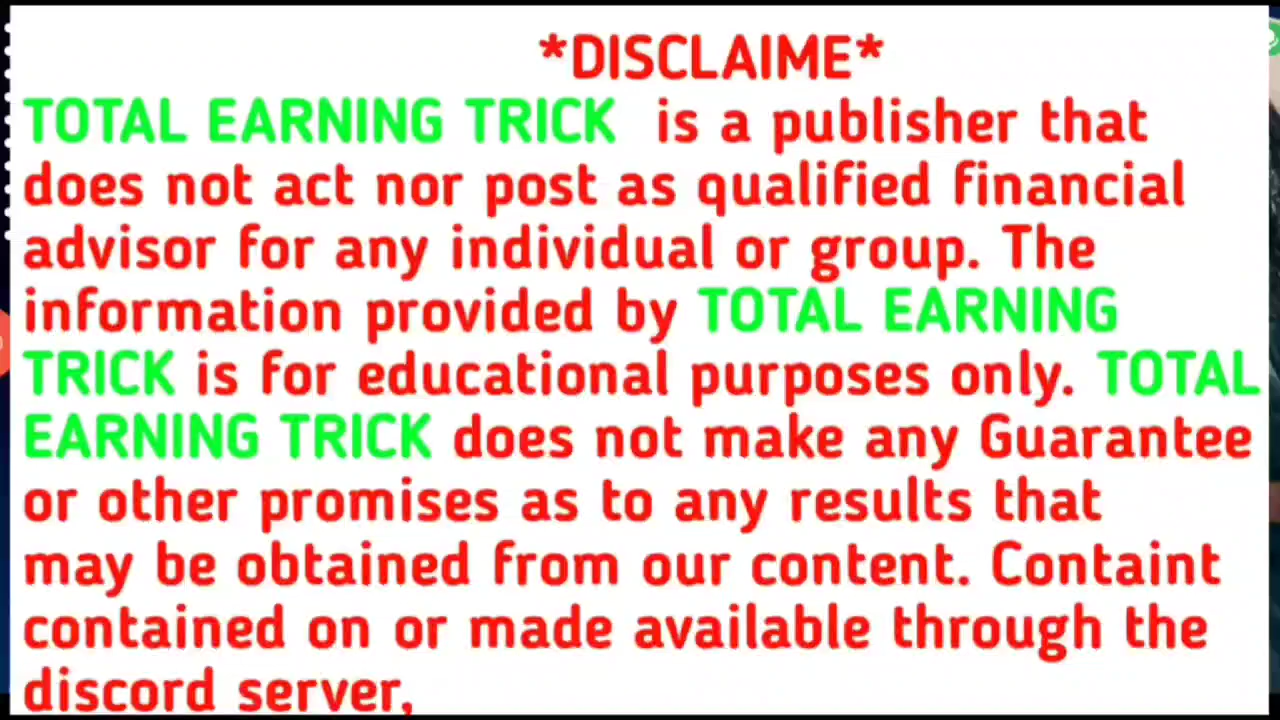 *DISCLAIME*
TOTAL EARNING TRICK is a publisher that
does not act nor post as qualified financial
advisor for any individual or group. The
information provided by TOTAL EARNING
TRICK is for educational purposes only. TOTAL
EARNING TRICK does not make any Guarantee
or other promises as to any results that
may be obtained from our content. Containt
contained on or made available through the
discord server,